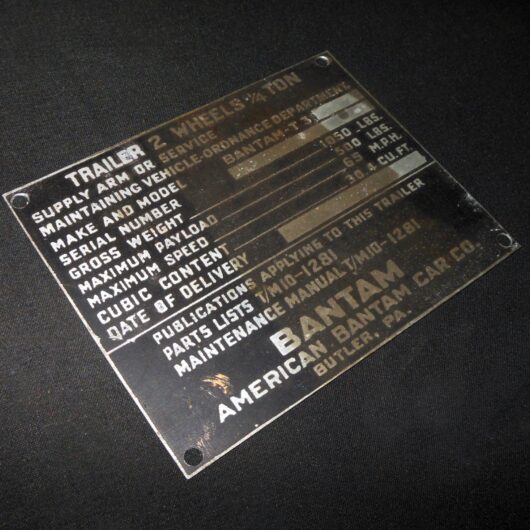 TRAILER 2 WHEELS 1/4 TON
SUPPLY ARM OR SERVICE
MAINTAINING VEHICLE-ORDNANCE DEPARTMENT
MAKE AND MODEL BANTAM-T 3
SERIAL NUMBER
GROSS WEIGHT 1050 LBS.
MAXIMUM PAYLOAD 500 LBS.
MAXIMUM SPEED 65 M.P.H.
CUBIC CONTENT CU.FT.
DATE OF DELIVERY
PUBLICATIONS APPLYING TO THIS TRAILER
PARTS LISTS T/M10-1281
MAINTENANCE MANUAL T/M10-1281
BANTAM
AMERICAN BANTAM CAR CO.
BUTLER, PA.